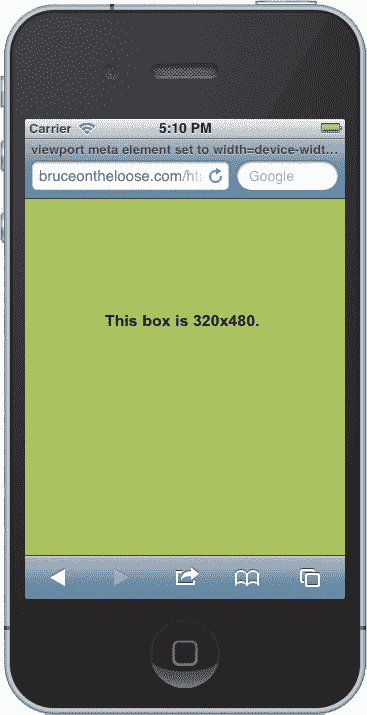 Carrier
5:10 PM
viewport meta element set to width=device-widt...
bruceontheloose.com/ht
Google
This box is 320x480.